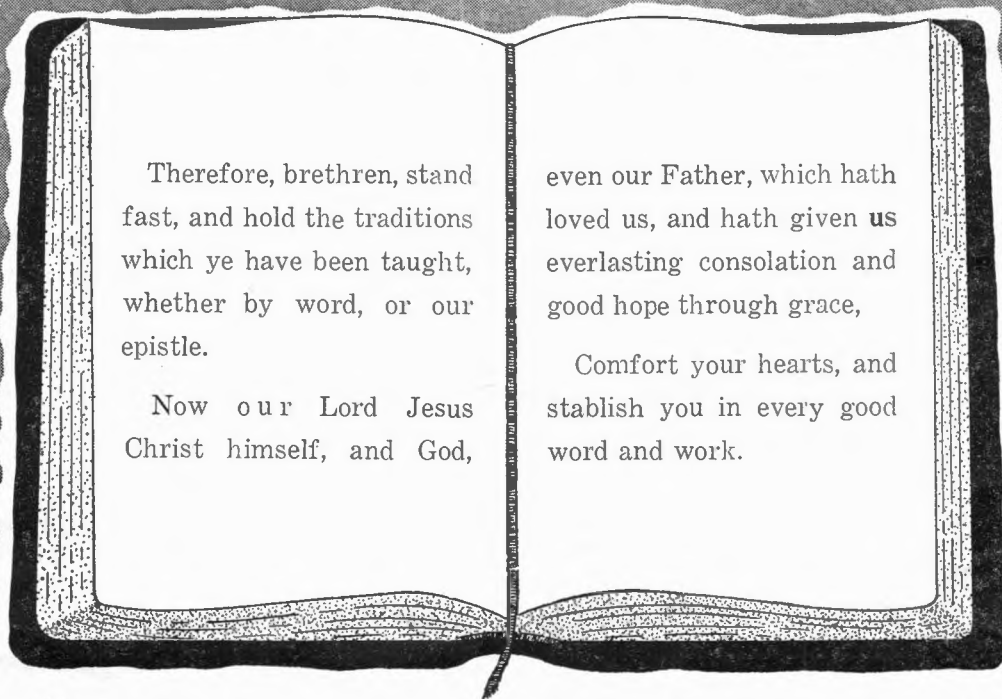 Therefore, brethren, stand
fast, and hold the traditions
which ye have been taught,
whether by word, or our
epistle.
Now our Lord Jesus
Christ himself, and God,
even our Father, which hath
loved us, and hath given us
everlasting consolation and
good hope through grace,
Comfort your hearts, and
stablish you in every good
word and work.